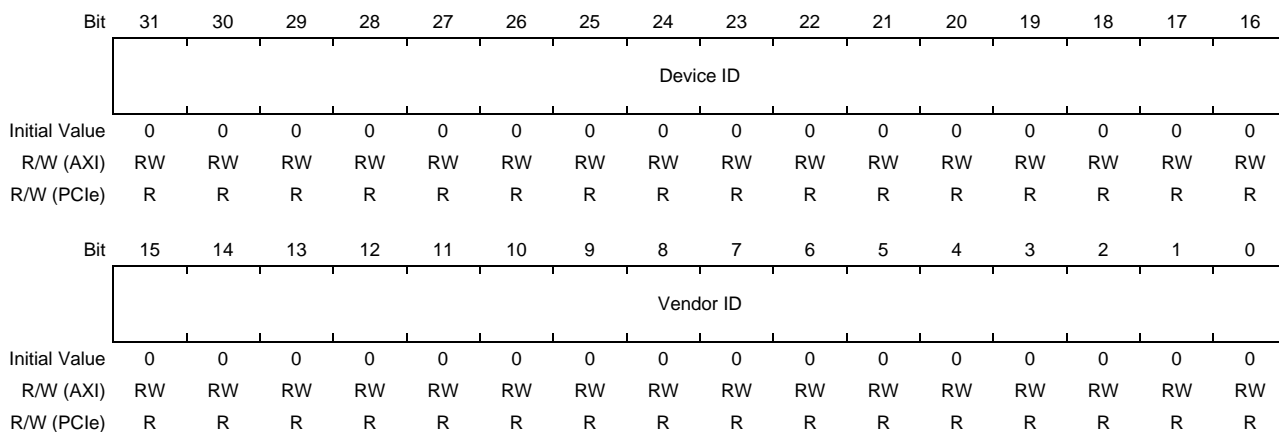 Bit 31 30 29 28 27 26 25 24 23 22 21 20 19 18 17 16
Device ID
Initial Value 0 0 0 0 0 0 0 0 0 0 0 0 0 0 0 0
R/W (AXI) RW RW RW RW RW RW RW RW RW RW RW RW RW RW RW RW
R/W (PCIe) R R R R R R R R R R R R R R R R
Bit 15 14 13 12 11 10 9 8 7 6 5 4 3 2 1 0
Vendor ID
Initial Value 0 0 0 0 0 0 0 0 0 0 0 0 0 0 0 0
R/W (AXI) RW RW RW RW RW RW RW RW RW RW RW RW RW RW RW RW
R/W (PCIe) R R R R R R R R R R R R R R R R